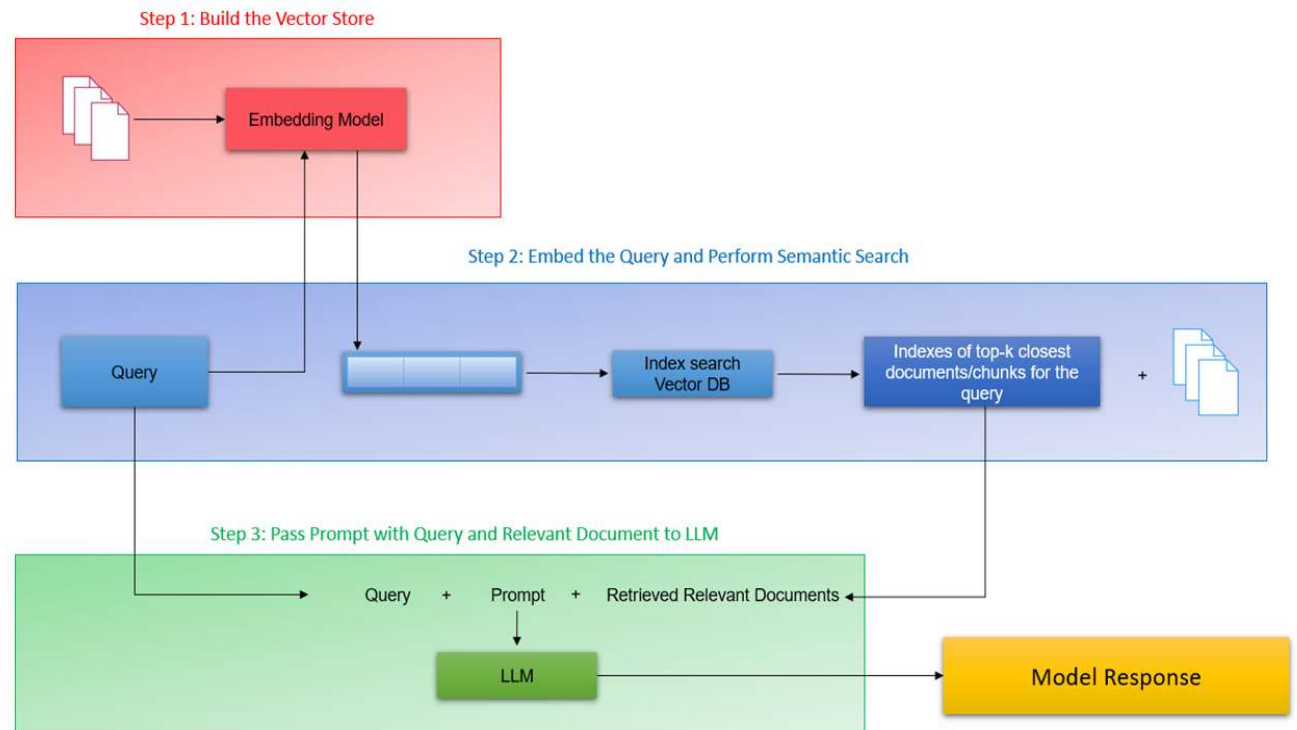 Step 1: Build the Vector Store
Embedding Model
Step 2: Embed the Query and Perform Semantic Search
Query
Index search
Vector DB
Indexes of top-k closest
documents/chunks for the
query
+
Step 3: Pass Prompt with Query and Relevant Document to LLM
Query + Prompt + Retrieved Relevant Documents
LLM
Model Response